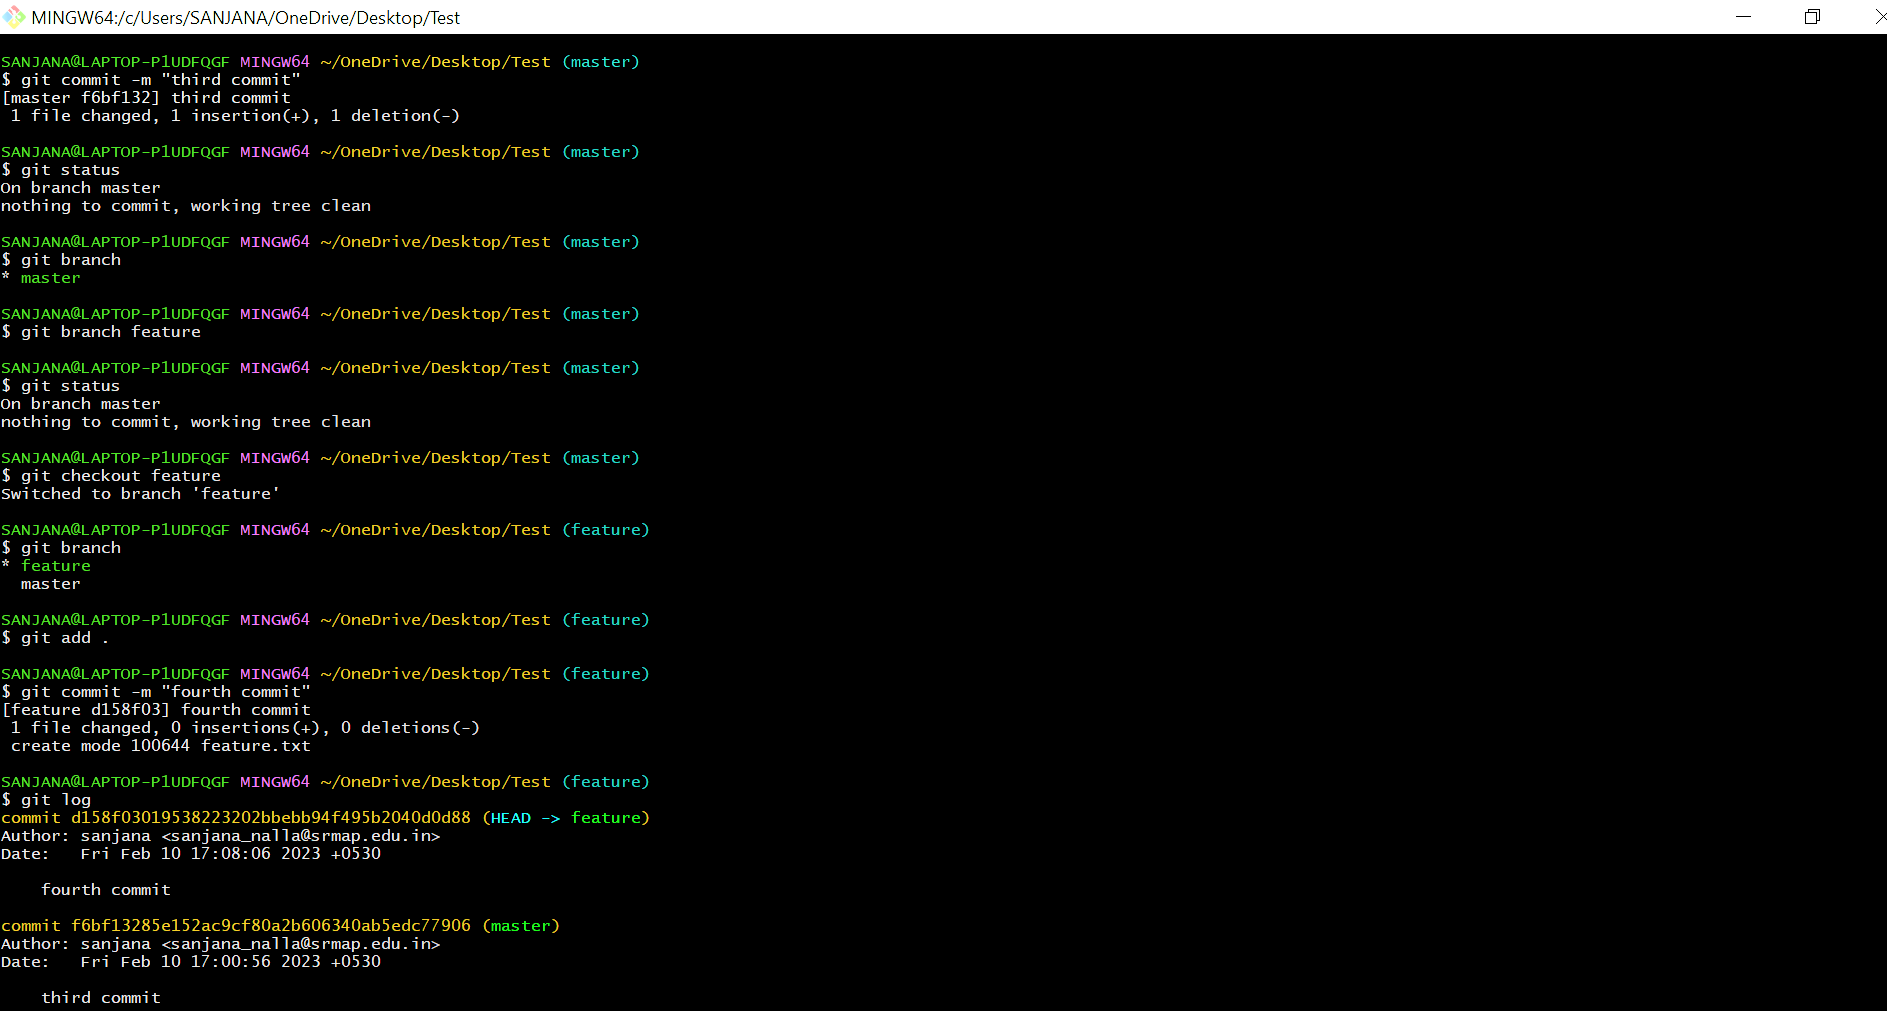 MINGW64:/c/Users/SANJANA/OneDrive/Desktop/Test
SANJANA@LAPTOP-P1UDFQGF MINGW64 ~/OneDrive/Desktop/Test (master)
$ git commit -m "third commit"
[master f6bf132] third commit
 1 file changed, 1 insertion(+), 1 deletion(-)

SANJANA@LAPTOP-P1UDFQGF MINGW64 ~/OneDrive/Desktop/Test (master)
$ git status
On branch master
nothing to commit, working tree clean

SANJANA@LAPTOP-P1UDFQGF MINGW64 ~/OneDrive/Desktop/Test (master)
$ git branch
* master

SANJANA@LAPTOP-P1UDFQGF MINGW64 ~/OneDrive/Desktop/Test (master)
$ git branch feature

SANJANA@LAPTOP-P1UDFQGF MINGW64 ~/OneDrive/Desktop/Test (master)
$ git status
On branch master
nothing to commit, working tree clean

SANJANA@LAPTOP-P1UDFQGF MINGW64 ~/OneDrive/Desktop/Test (master)
$ git checkout feature
Switched to branch 'feature'

SANJANA@LAPTOP-P1UDFQGF MINGW64 ~/OneDrive/Desktop/Test (feature)
$ git branch
* feature
  master

SANJANA@LAPTOP-P1UDFQGF MINGW64 ~/OneDrive/Desktop/Test (feature)
$ git add .

SANJANA@LAPTOP-P1UDFQGF MINGW64 ~/OneDrive/Desktop/Test (feature)
$ git commit -m "fourth commit"
[feature d158f03] fourth commit
 1 file changed, 0 insertions(+), 0 deletions(-)
 create mode 100644 feature.txt

SANJANA@LAPTOP-P1UDFQGF MINGW64 ~/OneDrive/Desktop/Test (feature)
$ git log
commit d158f03019538223202bbebb94f495b2040d0d88 (HEAD -> feature)
Author: sanjana <sanjana_nalla@srmap.edu.in>
Date:   Fri Feb 10 17:08:06 2023 +0530

    fourth commit

commit f6bf13285e152ac9cf80a2b606340ab5edc77906 (master)
Author: sanjana <sanjana_nalla@srmap.edu.in>
Date:   Fri Feb 10 17:00:56 2023 +0530

    third commit